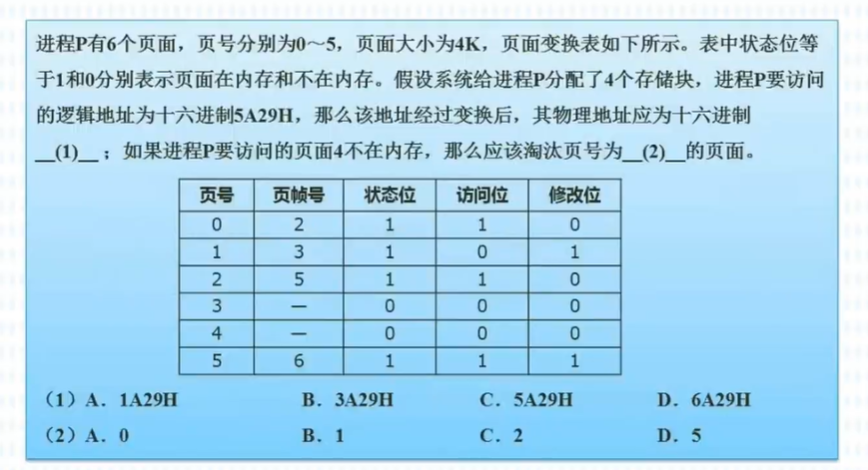 进程P有6个页面，页号分别为0～5，页面大小为4K，页面变换表如下所示。表中状态位等
于1和0分别表示页面在内存和不在内存。假设系统给进程P分配了4个存储块，进程P要访问
的逻辑地址为十六进制5A29H，那么该地址经过变换后，其物理地址应为十六进制
__(1)__；如果进程P要访问的页面4不在内存，那么应该淘汰页号为__(2)__的页面。
页号 页帧号 状态位 访问位 修改位
0 2 1 1 0
1 3 1 0 1
2 5 1 1 0
3 — 0 0 0
4 — 0 0 0
5 6 1 1 1
（1）A．1A29H B．3A29H C．5A29H D．6A29H
（2）A．0 B．1 C．2 D．5